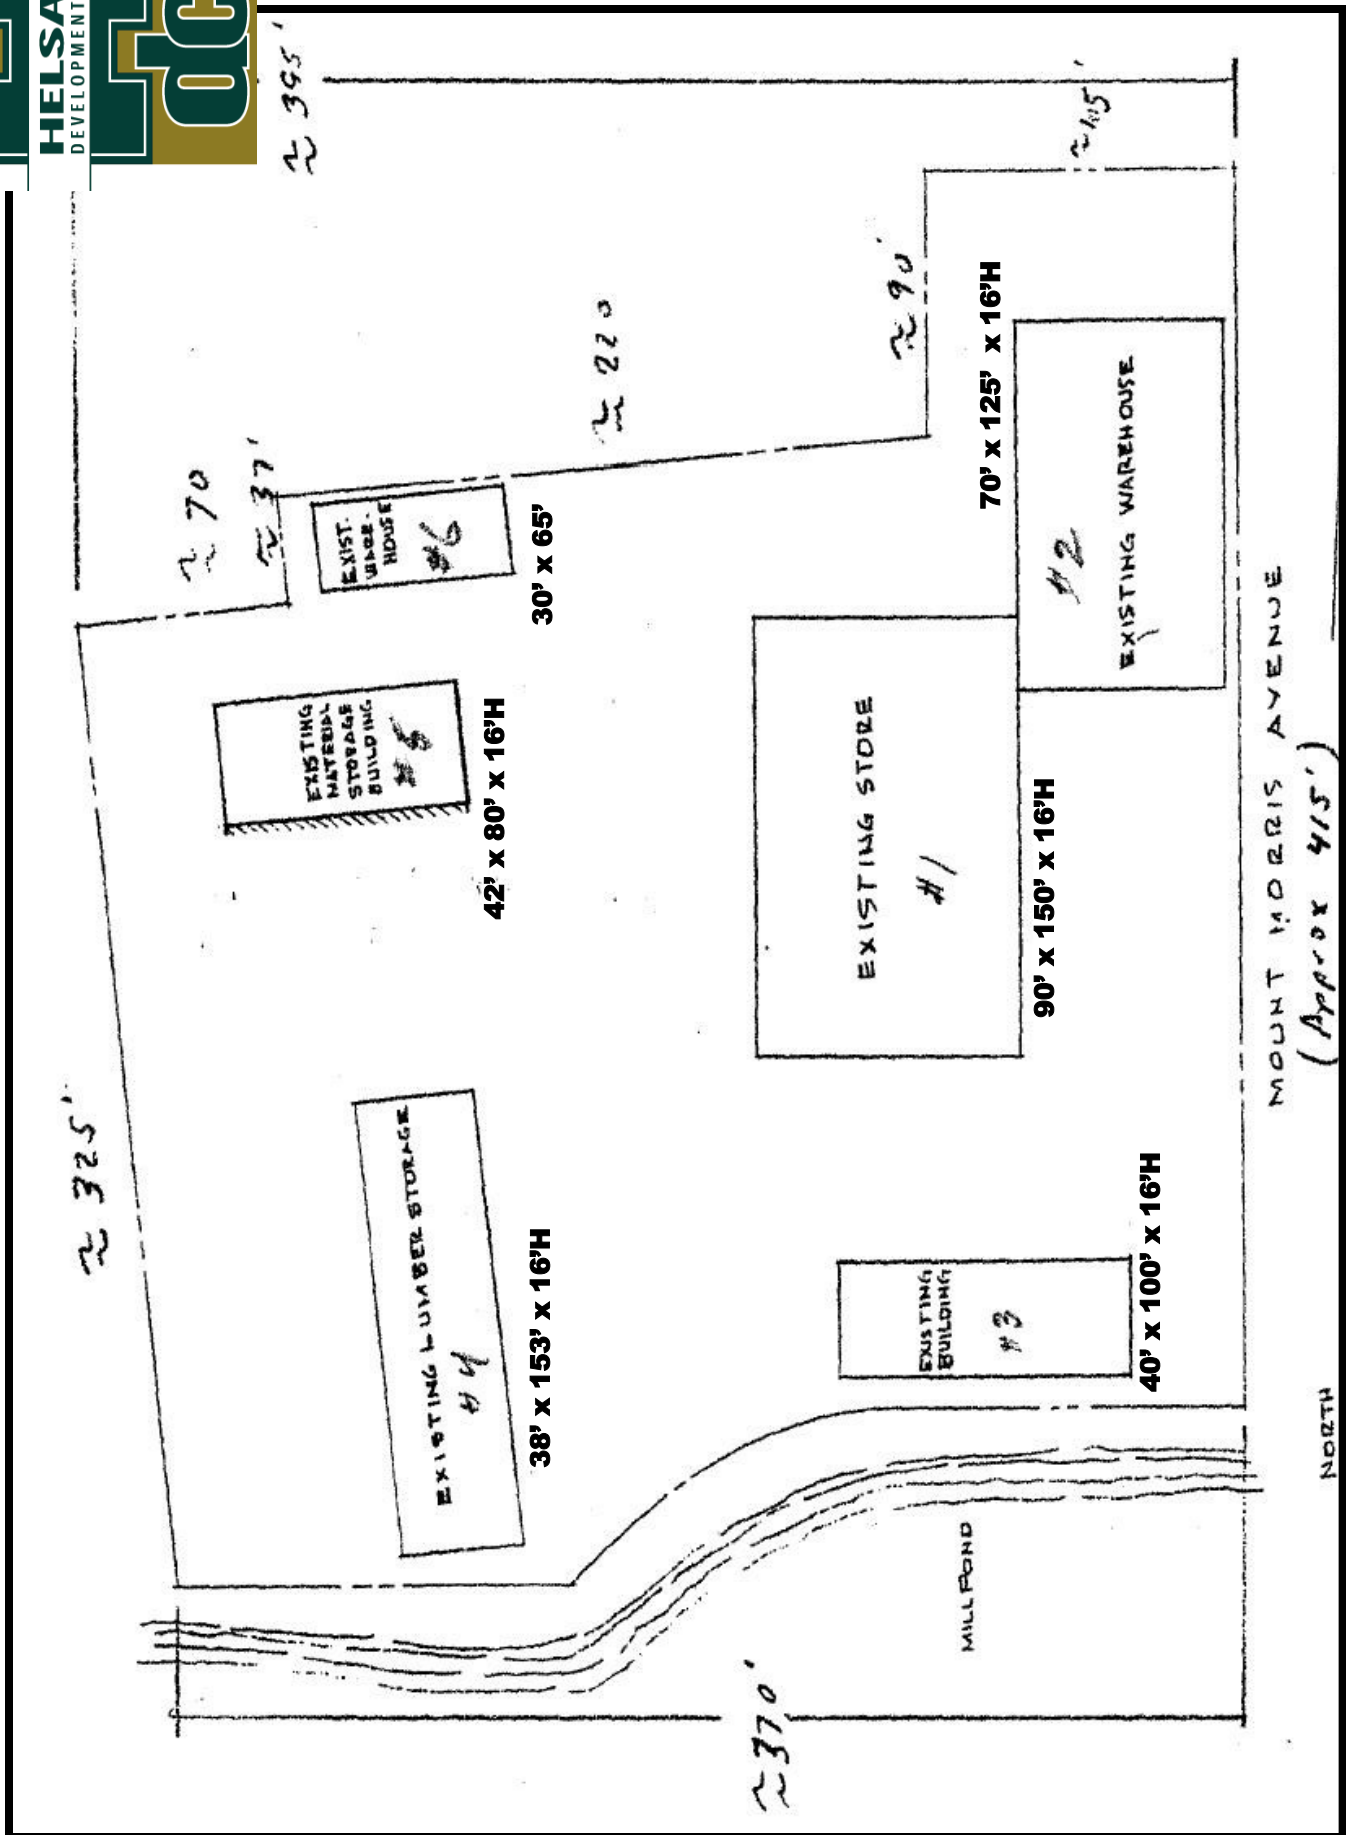 HELSA
DEVELOPMENT
dc
≈ 395'
≈ 325'
≈ 70
≈ 37'
≈ 220
≈ 90'
≈ 115'
EXISTING LUMBER STORAGE
#4
38' x 153' x 16'H
EXISTING
MATERIAL
STORAGE
BUILDING
#5
42' x 80' x 16'H
EXIST.
WARE-
HOUSE
#6
30' x 65'
EXISTING STORE
#1
90' x 150' x 16'H
70' x 125' x 16'H
#2
EXISTING WAREHOUSE
EXISTING
BUILDING
#3
40' x 100' x 16'H
MILL POND
≈ 370'
MOUNT MORRIS AVENUE
(Approx 415')
NORTH